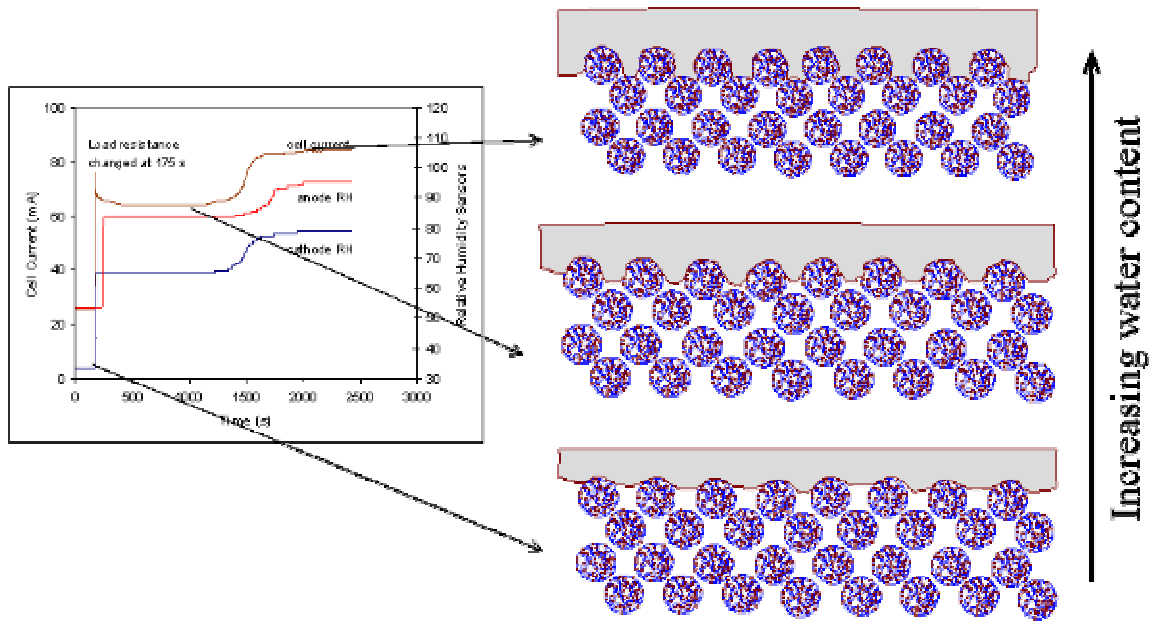 Load resistance
changed at 175 s
cell current
anode RH
cathode RH
Cell Current (mA)
0
20
40
60
80
100
Relative Humidity Sensors
30
40
50
60
70
80
90
100
110
120
0
500
1000
1500
2000
2500
3000
Time (s)
Increasing water content